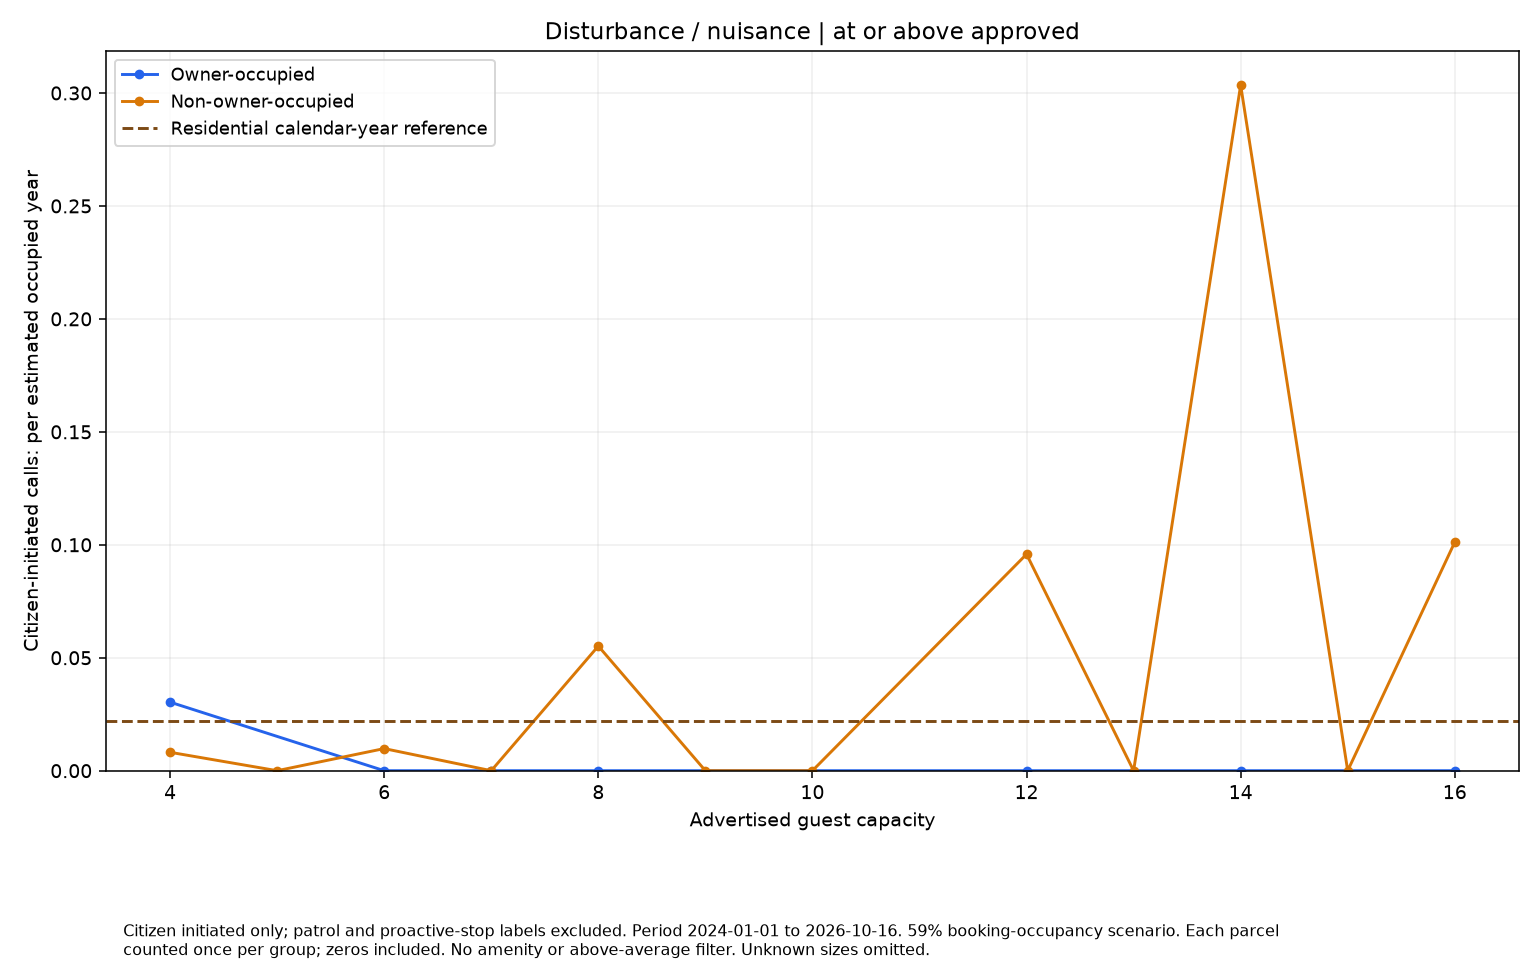 Disturbance / nuisance | at or above approved
Owner-occupied
Non-owner-occupied
Residential calendar-year reference
Citizen-initiated calls: per estimated occupied year
0.30
0.25
0.20
0.15
0.10
0.05
0.00
4 6 8 10 12 14 16
Advertised guest capacity
Citizen initiated only; patrol and proactive-stop labels excluded. Period 2024-01-01 to 2026-10-16. 59% booking-occupancy scenario. Each parcel
counted once per group; zeros included. No amenity or above-average filter. Unknown sizes omitted.